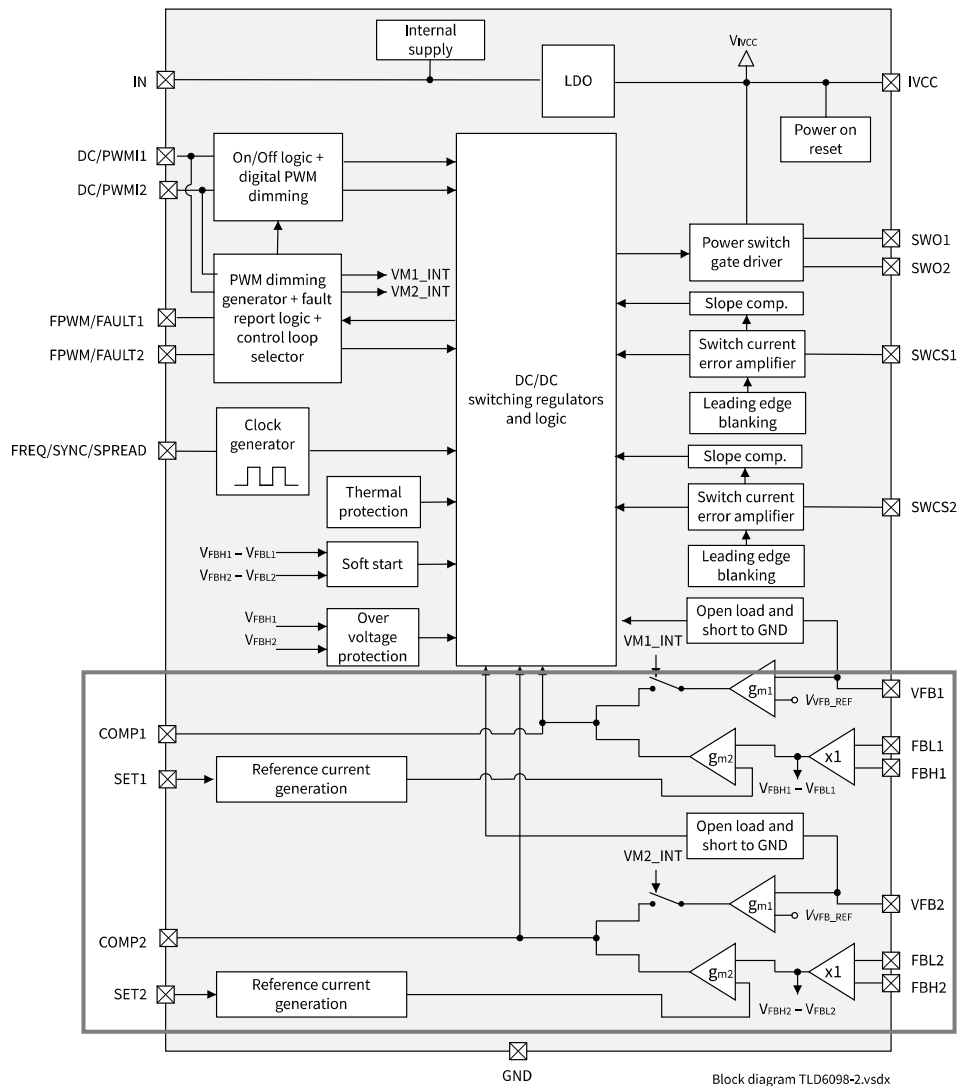 Internal
supply
VIVCC
IN
LDO
IVCC
Power on
reset
DC/PWMI1
DC/PWMI2
On/Off logic +
digital PWM
dimming
PWM dimming
generator + fault
report logic +
control loop
selector
VM1_INT
VM2_INT
FPWM/FAULT1
FPWM/FAULT2
DC/DC
switching regulators
and logic
Power switch
gate driver
SWO1
SWO2
Slope comp.
Switch current
error amplifier
SWCS1
Leading edge
blanking
FREQ/SYNC/SPREAD
Clock
generator
Slope comp.
Thermal
protection
Switch current
error amplifier
SWCS2
Leading edge
blanking
VFBH1 – VFBL1
VFBH2 – VFBL2
Soft start
VFBH1
VFBH2
Over
voltage
protection
Open load and
short to GND
VM1_INT
gm1
VVFB_REF
VFB1
COMP1
gm2
x1
FBL1
FBH1
VFBH1 – VFBL1
SET1
Reference current
generation
Open load and
short to GND
VM2_INT
gm1
VVFB_REF
VFB2
COMP2
gm2
x1
FBL2
FBH2
VFBH2 – VFBL2
SET2
Reference current
generation
GND
Block diagram TLD6098-2.vsdx